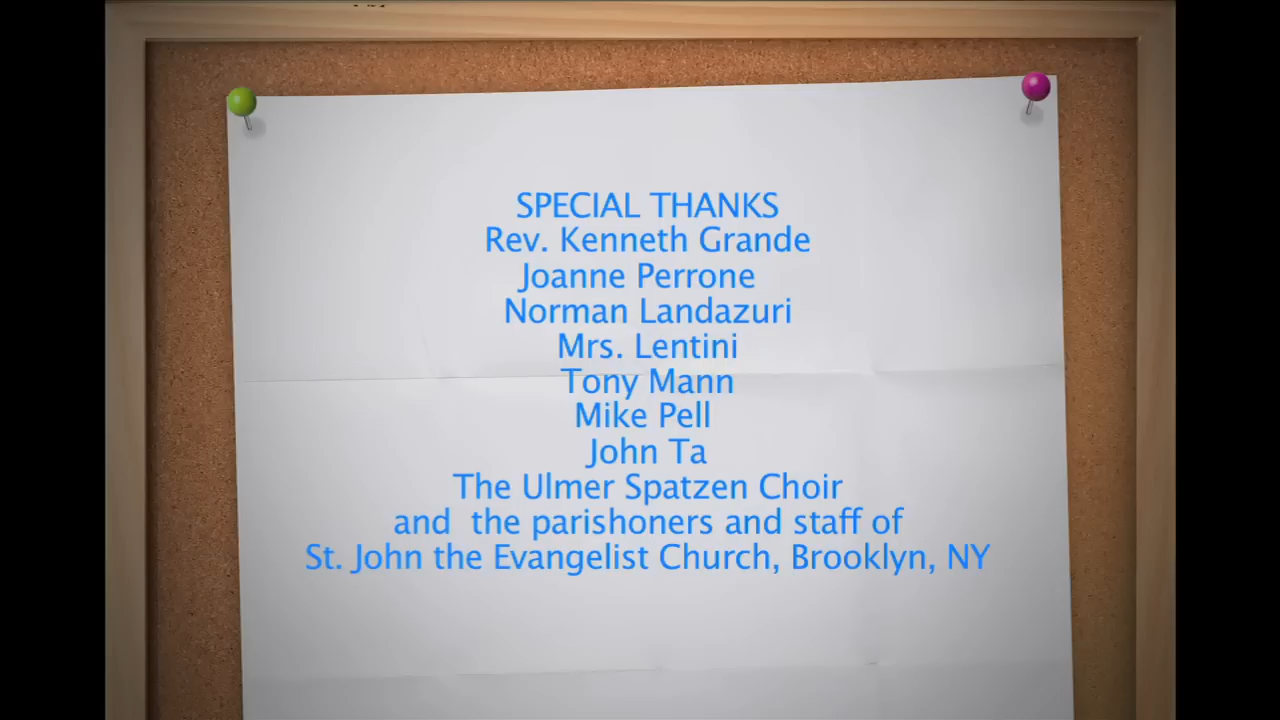 SPECIAL THANKS
Rev. Kenneth Grande
Joanne Perrone
Norman Landazuri
Mrs. Lentini
Tony Mann
Mike Pell
John Ta
The Ulmer Spatzen Choir
and  the parishoners and staff of
St. John the Evangelist Church, Brooklyn, NY